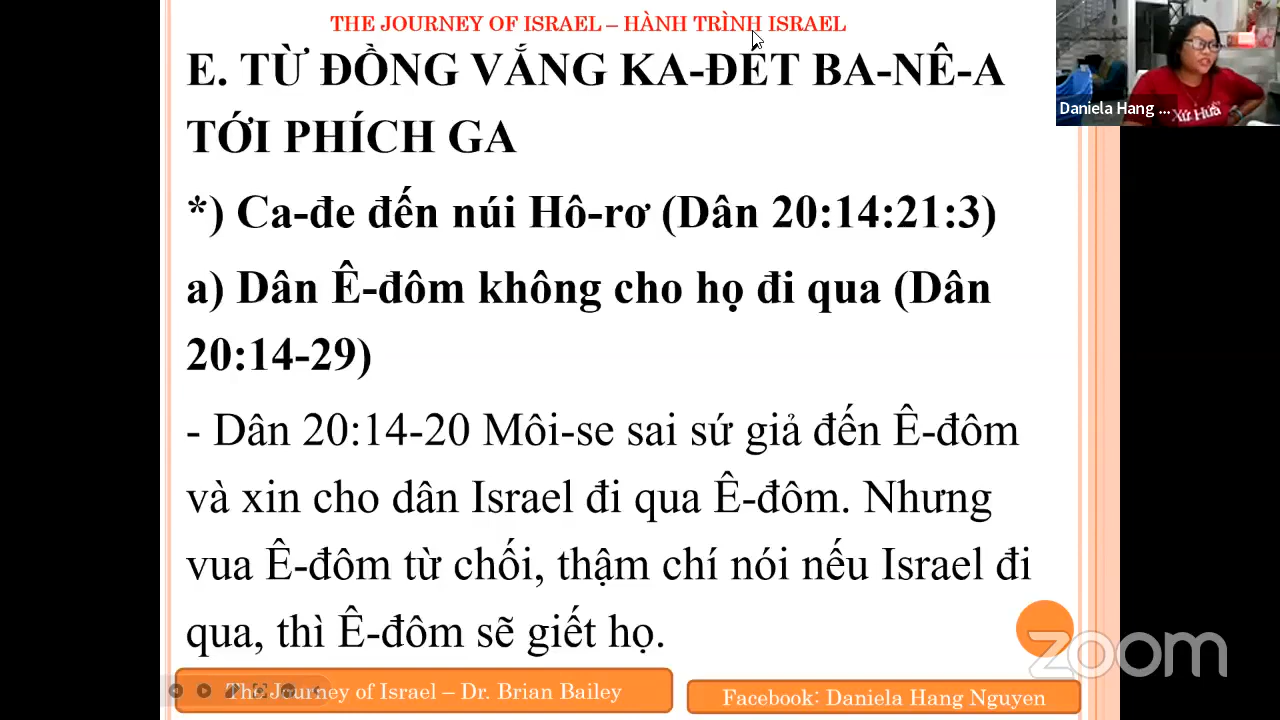 THE JOURNEY OF ISRAEL – HÀNH TRÌNH ISRAEL
E. TỪ ĐỒNG VẮNG KA-ĐẾT BA-NÊ-A
TỚI PHÍCH GA
*) Ca-đe đến núi Hô-rơ (Dân 20:14:21:3)
a) Dân Ê-đôm không cho họ đi qua (Dân
20:14-29)
- Dân 20:14-20 Môi-se sai sứ giả đến Ê-đôm
và xin cho dân Israel đi qua Ê-đôm. Nhưng
vua Ê-đôm từ chối, thậm chí nói nếu Israel đi
qua, thì Ê-đôm sẽ giết họ.
The Journey of Israel – Dr. Brian Bailey
Facebook: Daniela Hang Nguyen
Daniela Hang ...
Xứ Hứa
zoom